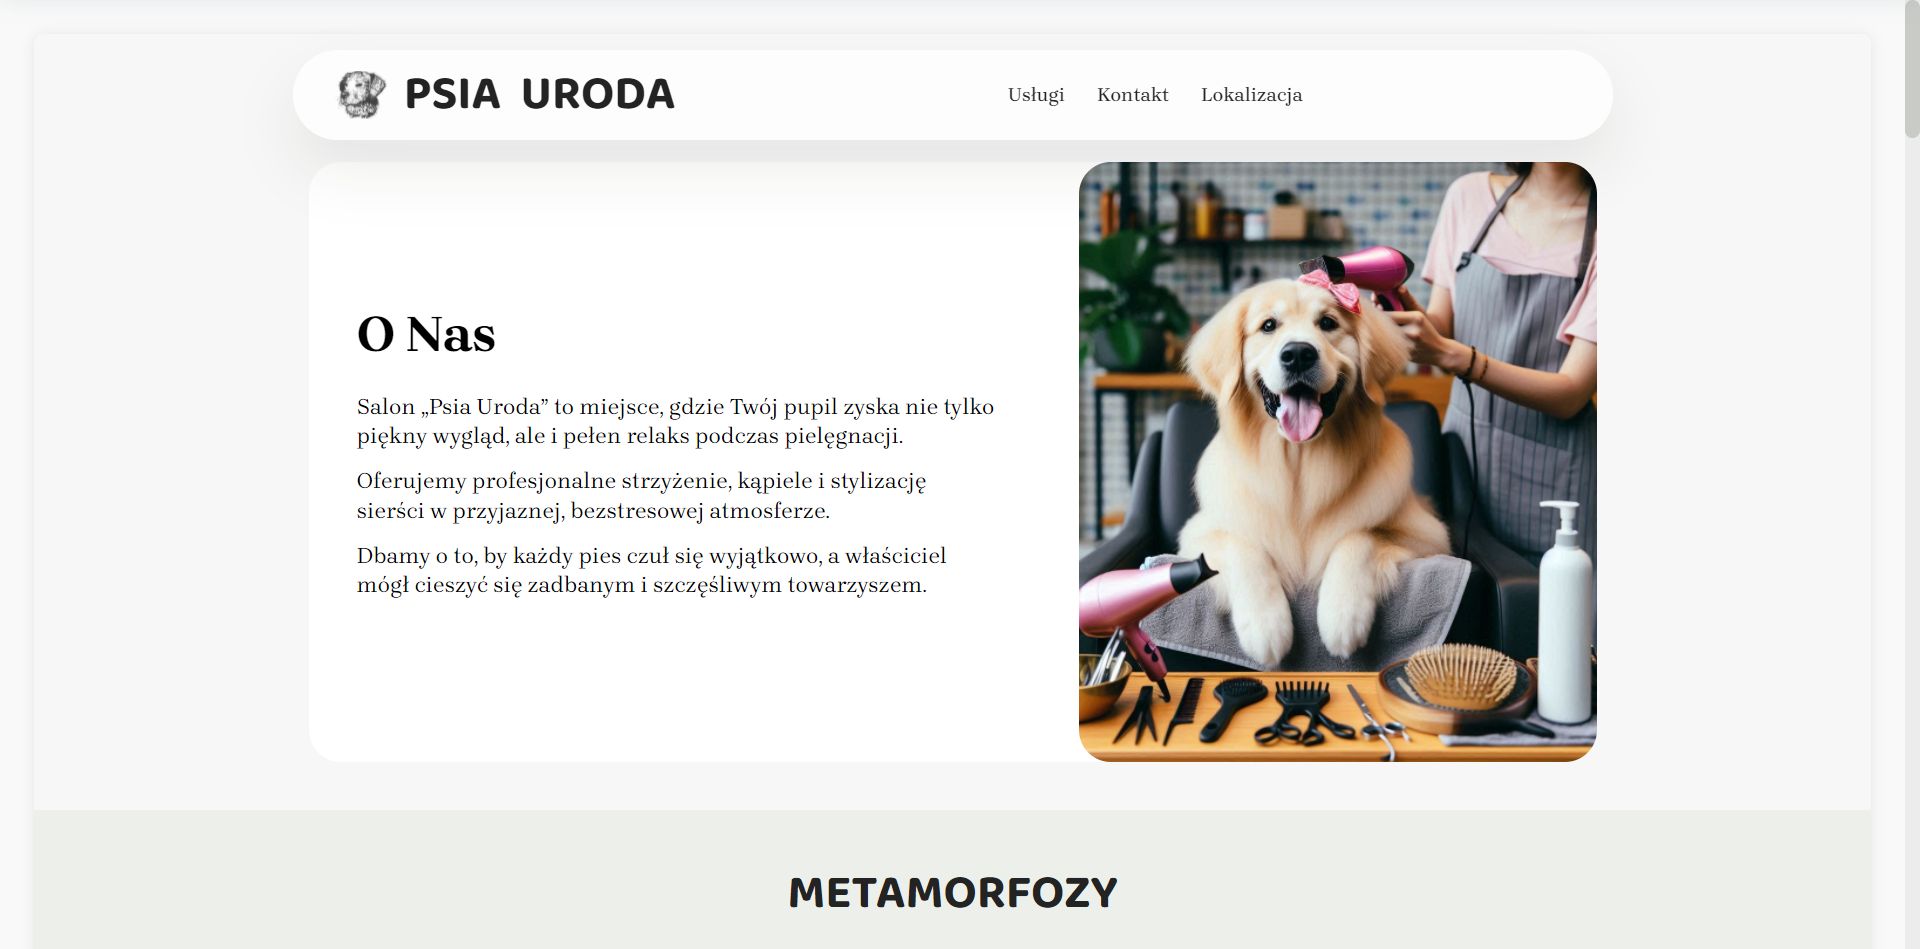 PSIA URODA
Usługi Kontakt Lokalizacja
O Nas
Salon „Psia Uroda” to miejsce, gdzie Twój pupil zyska nie tylko
piękny wygląd, ale i pełen relaks podczas pielęgnacji.
Oferujemy profesjonalne strzyżenie, kąpiele i stylizację
sierści w przyjaznej, bezstresowej atmosferze.
Dbamy o to, by każdy pies czuł się wyjątkowo, a właściciel
mógł cieszyć się zadbanym i szczęśliwym towarzyszem.
METAMORFOZY